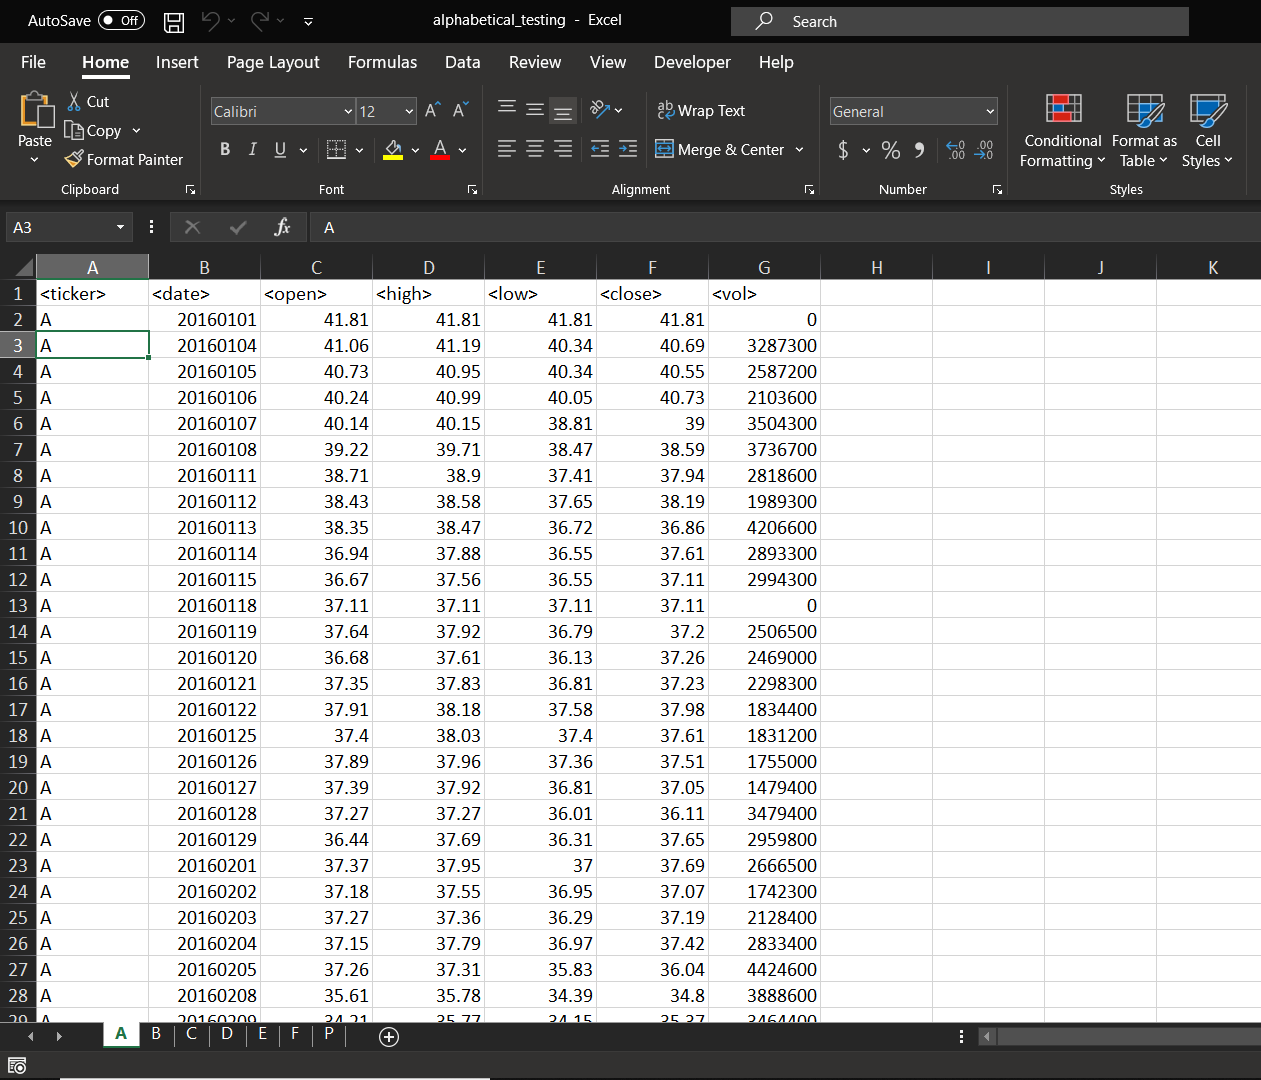 AutoSave Off alphabetical_testing - Excel Search
File Home Insert Page Layout Formulas Data Review View Developer Help
Paste Cut Copy Format Painter Clipboard
Calibri 12 A A B I U A Font
ab Wrap Text Merge & Center Alignment
General $ % 9 .00 .00 Number
Conditional Formatting Format as Table Cell Styles Styles
A3 fx A
A B C D E F G H I J K
1 <ticker> <date> <open> <high> <low> <close> <vol>
2 A 20160101 41.81 41.81 41.81 41.81 0
3 A 20160104 41.06 41.19 40.34 40.69 3287300
4 A 20160105 40.73 40.95 40.34 40.55 2587200
5 A 20160106 40.24 40.99 40.05 40.73 2103600
6 A 20160107 40.14 40.15 38.81 39 3504300
7 A 20160108 39.22 39.71 38.47 38.59 3736700
8 A 20160111 38.71 38.9 37.41 37.94 2818600
9 A 20160112 38.43 38.58 37.65 38.19 1989300
10 A 20160113 38.35 38.47 36.72 36.86 4206600
11 A 20160114 36.94 37.88 36.55 37.61 2893300
12 A 20160115 36.67 37.56 36.55 37.11 2994300
13 A 20160118 37.11 37.11 37.11 37.11 0
14 A 20160119 37.64 37.92 36.79 37.2 2506500
15 A 20160120 36.68 37.61 36.13 37.26 2469000
16 A 20160121 37.35 37.83 36.81 37.23 2298300
17 A 20160122 37.91 38.18 37.58 37.98 1834400
18 A 20160125 37.4 38.03 37.4 37.61 1831200
19 A 20160126 37.89 37.96 37.36 37.51 1755000
20 A 20160127 37.39 37.92 36.81 37.05 1479400
21 A 20160128 37.27 37.27 36.01 36.11 3479400
22 A 20160129 36.44 37.69 36.31 37.65 2959800
23 A 20160201 37.37 37.95 37 37.69 2666500
24 A 20160202 37.18 37.55 36.95 37.07 1742300
25 A 20160203 37.27 37.36 36.29 37.19 2128400
26 A 20160204 37.15 37.79 36.97 37.42 2833400
27 A 20160205 37.26 37.31 35.83 36.04 4424600
28 A 20160208 35.61 35.78 34.39 34.8 3888600
29 A 20160209 34.21 35.77 34.15 35.37 3464400
A B C D E F P